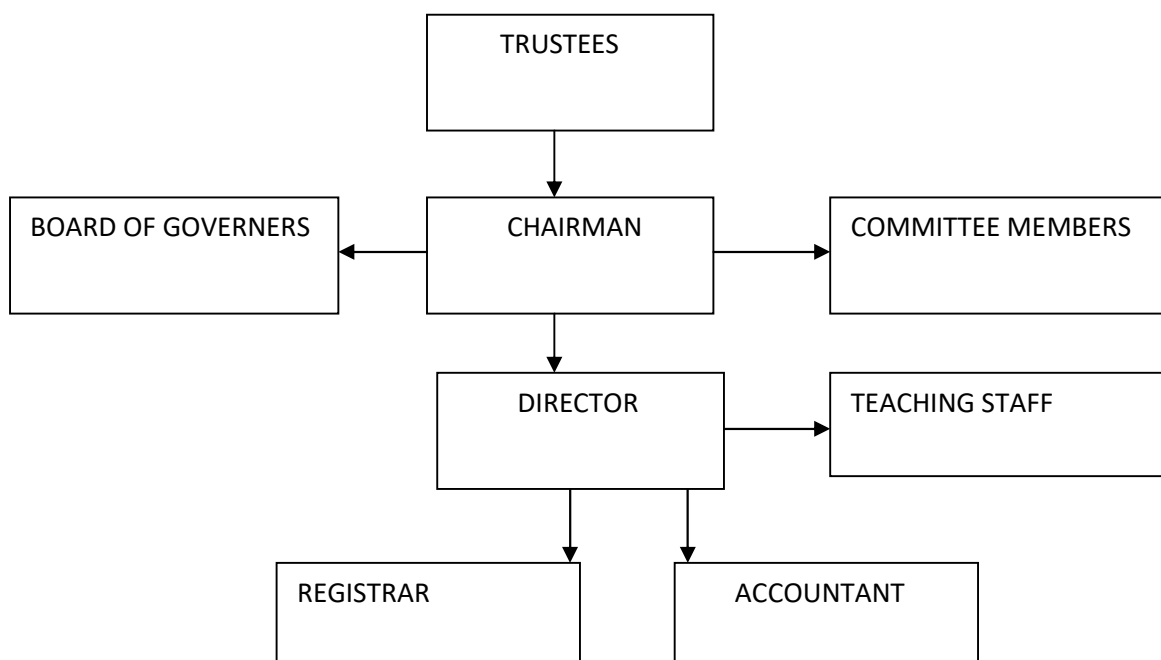 TRUSTEES
BOARD OF GOVERNERS
CHAIRMAN
COMMITTEE MEMBERS
DIRECTOR
TEACHING STAFF
REGISTRAR
ACCOUNTANT